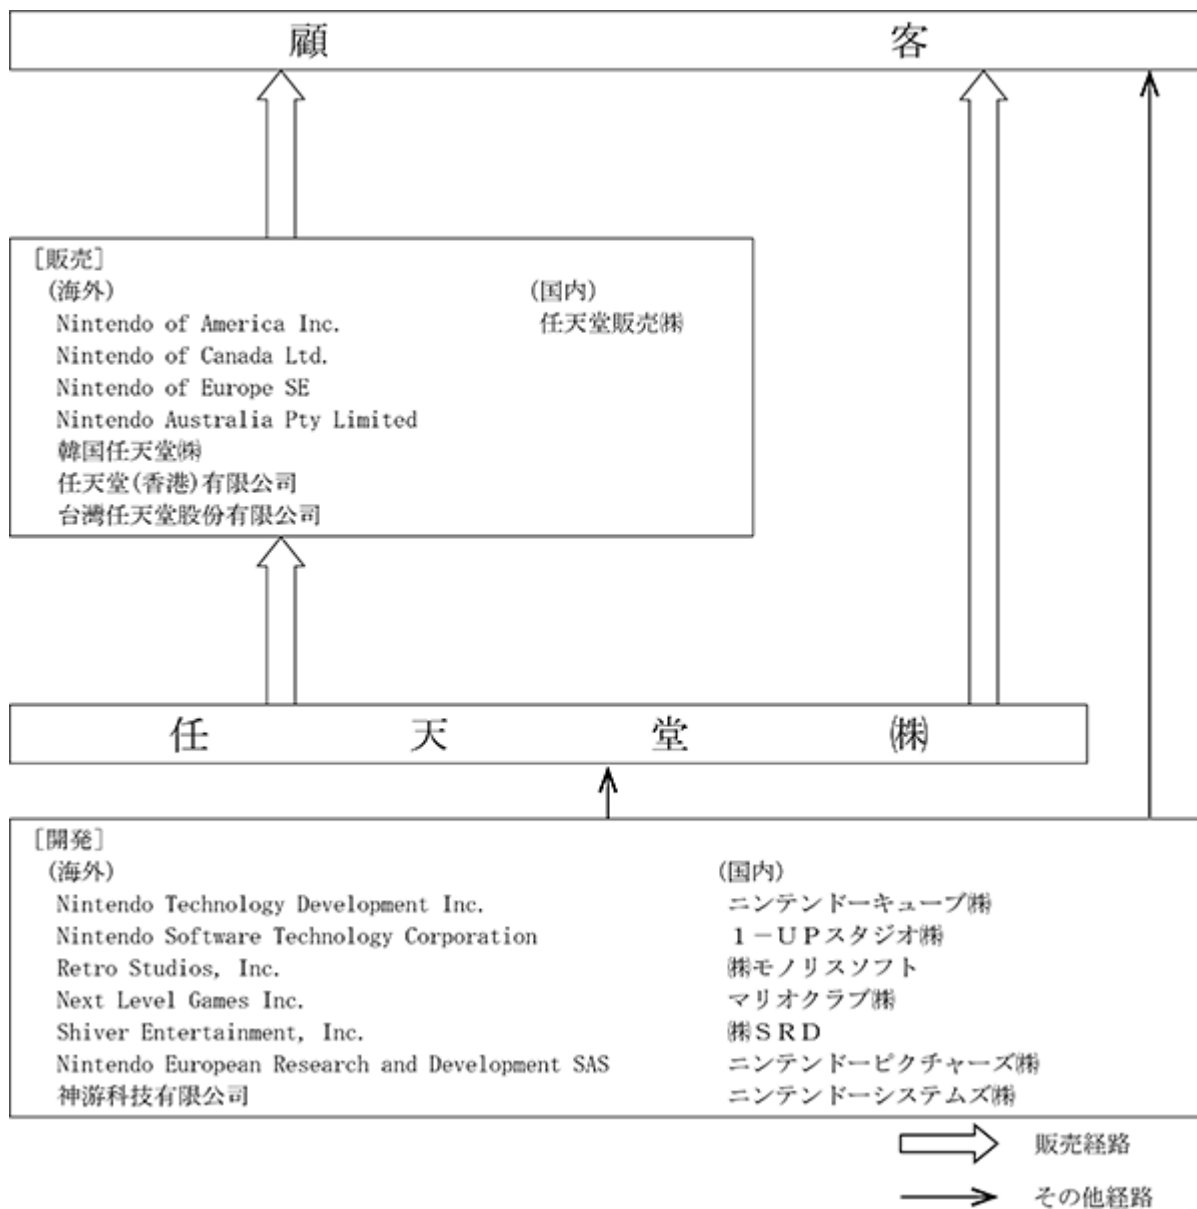 顧客
[販売]
(海外) (国内)
Nintendo of America Inc. 任天堂販売㈱
Nintendo of Canada Ltd.
Nintendo of Europe SE
Nintendo Australia Pty Limited
韓国任天堂㈱
任天堂(香港)有限公司
台灣任天堂股份有限公司
任天堂㈱
[開発]
(海外) (国内)
Nintendo Technology Development Inc. ニンテンドーキューブ㈱
Nintendo Software Technology Corporation 1-UPスタジオ㈱
Retro Studios, Inc. ㈱モノリスソフト
Next Level Games Inc. マリオクラブ㈱
Shiver Entertainment, Inc. ㈱SRD
Nintendo European Research and Development SAS ニンテンドーピクチャーズ㈱
神游科技有限公司 ニンテンドーシステムズ㈱
販売経路
その他経路